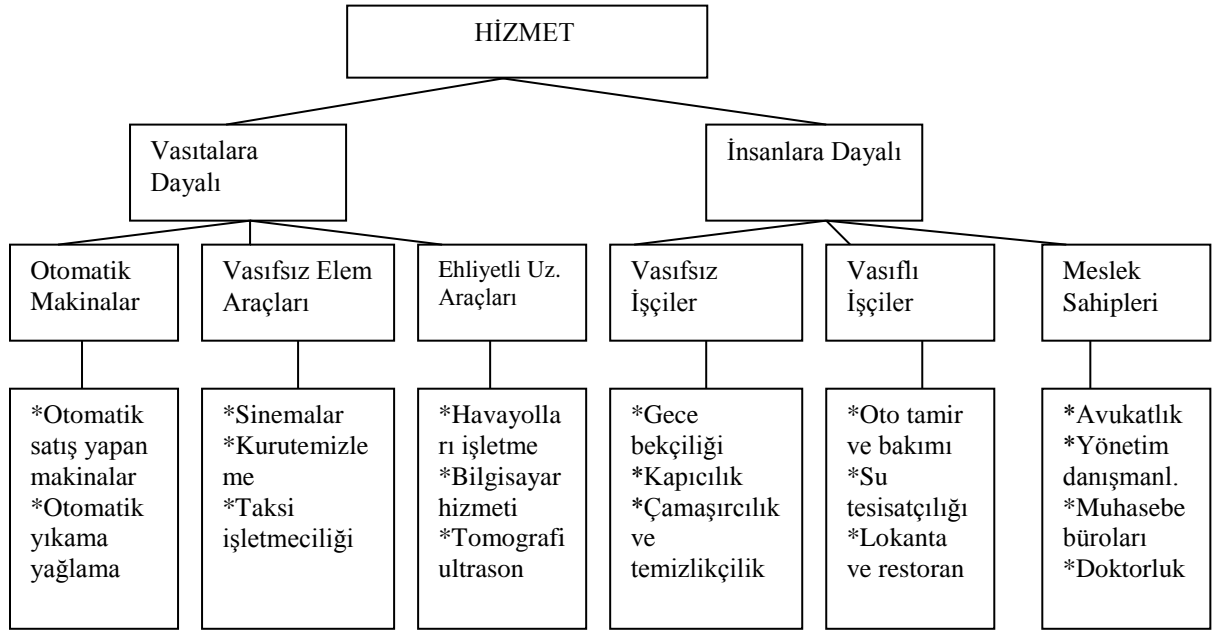 HİZMET
Vasıtalara
Dayalı
İnsanlara Dayalı
Otomatik
Makinalar
Vasıfsız Elem
Araçları
Ehliyetli Uz.
Araçları
Vasıfsız
İşçiler
Vasıflı
İşçiler
Meslek
Sahipleri
*Otomatik
satış yapan
makinalar
*Otomatik
yıkama
yağlama
*Sinemalar
*Kurutemizle
me
*Taksi
işletmeciliği
*Havayolla
rı işletme
*Bilgisayar
hizmeti
*Tomografi
ultrason
*Gece
bekçiliği
*Kapıcılık
*Çamaşırcılık
ve
temizlikçilik
*Oto tamir
ve bakımı
*Su
tesisatçılığı
*Lokanta
ve restoran
*Avukatlık
*Yönetim
danışmanl.
*Muhasebe
büroları
*Doktorluk